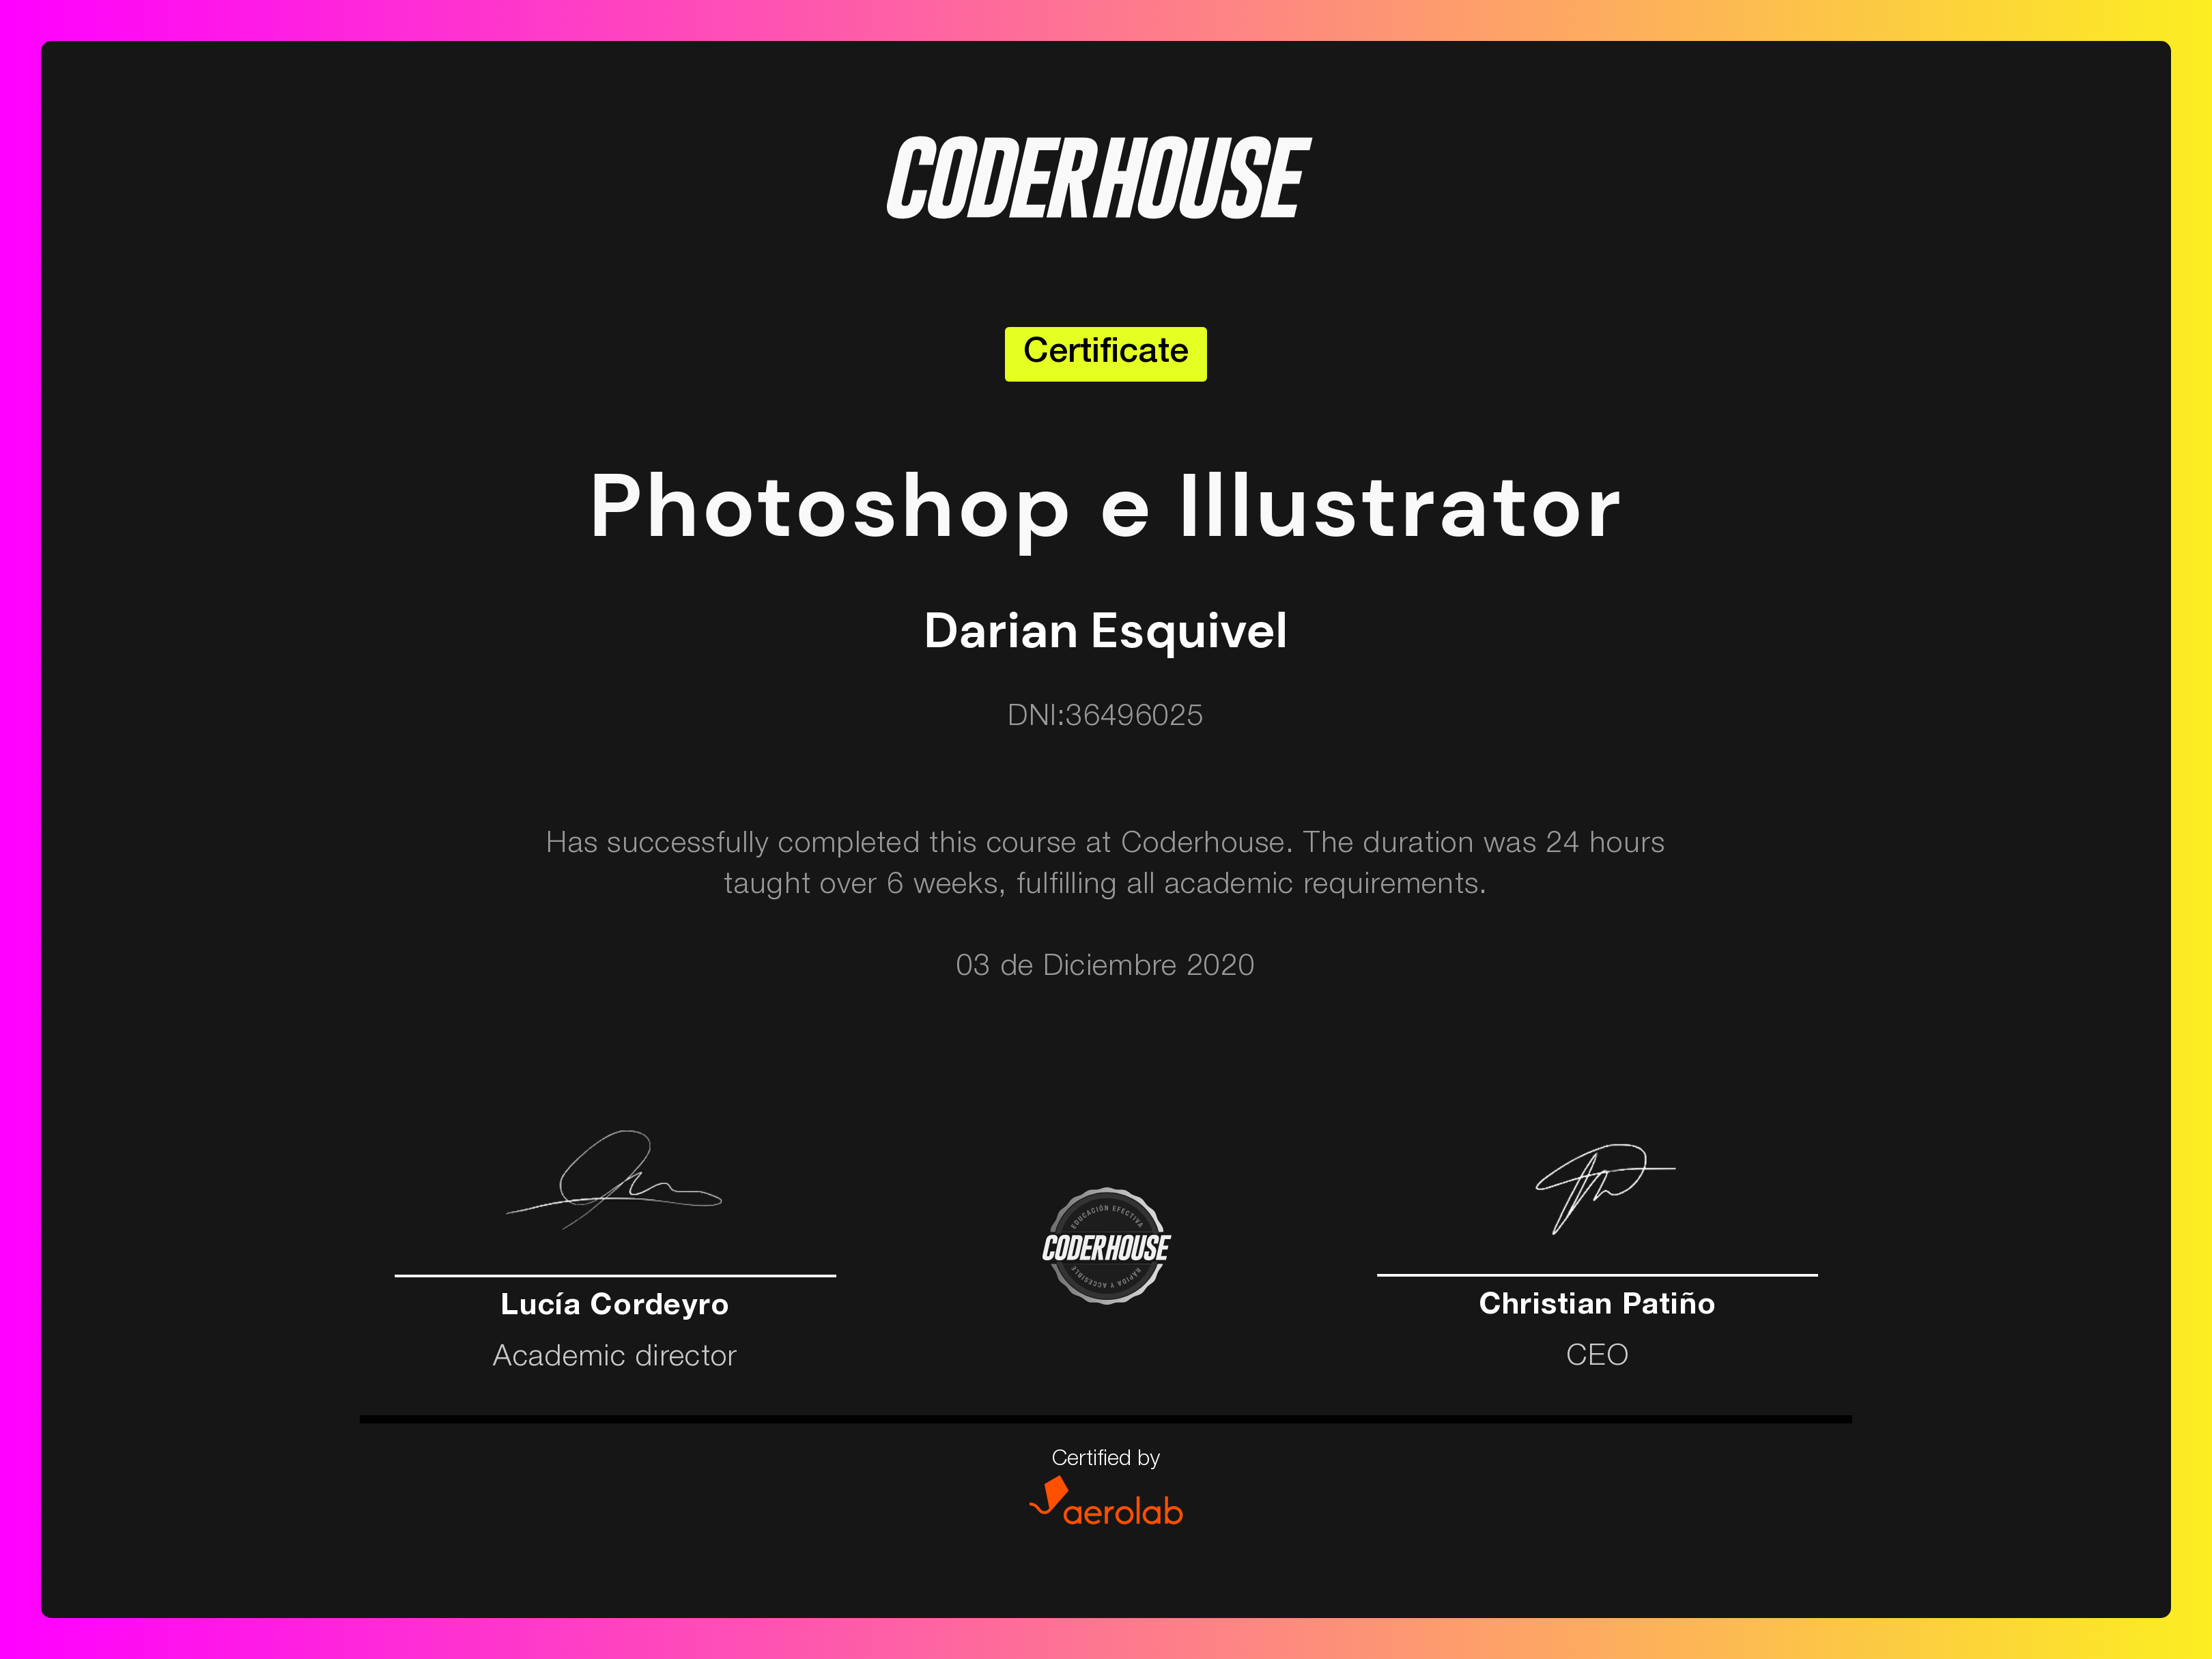 CODERHOUSE
Certificate
Photoshop e Illustrator
Darian Esquivel
DNI:36496025
Has successfully completed this course at Coderhouse. The duration was 24 hours
taught over 6 weeks, fulfilling all academic requirements.
03 de Diciembre 2020
EDUCACIÓN EFECTIVA
CODERHOUSE
RÁPIDA Y ACCESIBLE
Lucía Cordeyro
Academic director
Christian Patiño
CEO
Certified by
aerolab